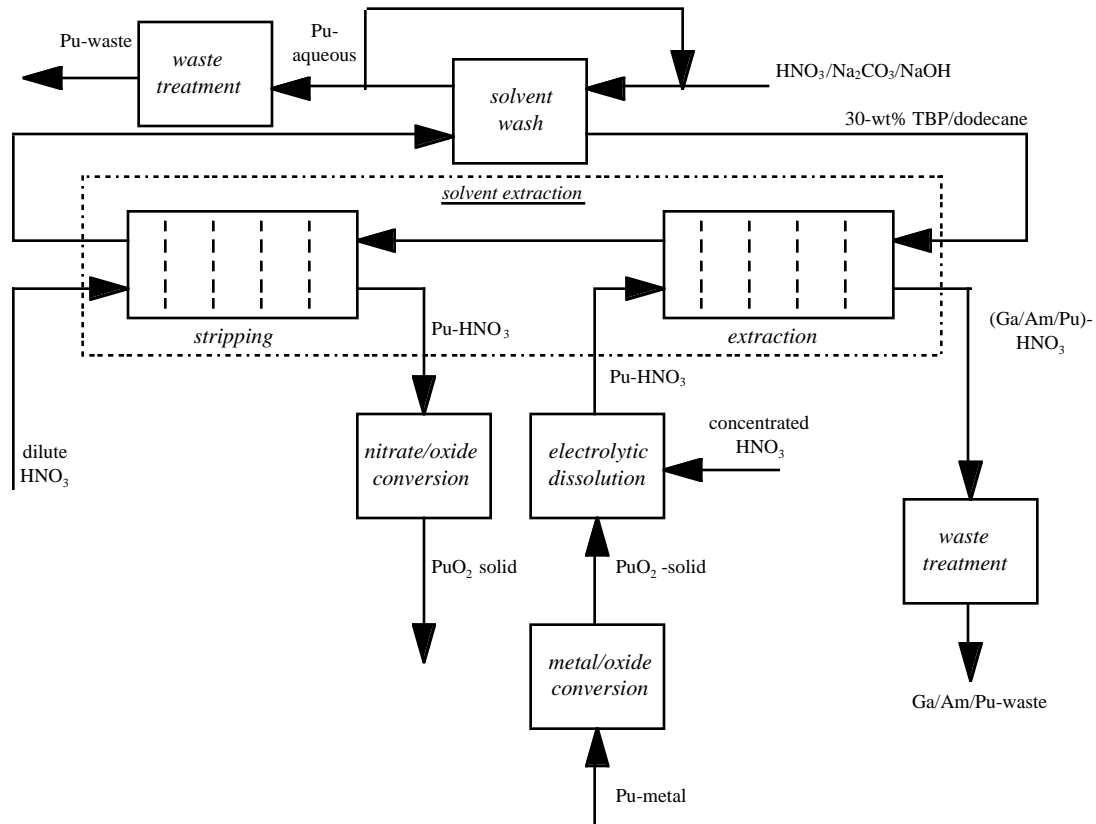 Pu-waste
waste
treatment
Pu-
aqueous
solvent
wash
HNO₃/Na₂CO₃/NaOH
30-wt% TBP/dodecane
solvent extraction
stripping
extraction
Pu-HNO₃
Pu-HNO₃
(Ga/Am/Pu)-
HNO₃
dilute
HNO₃
nitrate/oxide
conversion
electrolytic
dissolution
concentrated
HNO₃
waste
treatment
PuO₂ solid
PuO₂ -solid
metal/oxide
conversion
Ga/Am/Pu-waste
Pu-metal